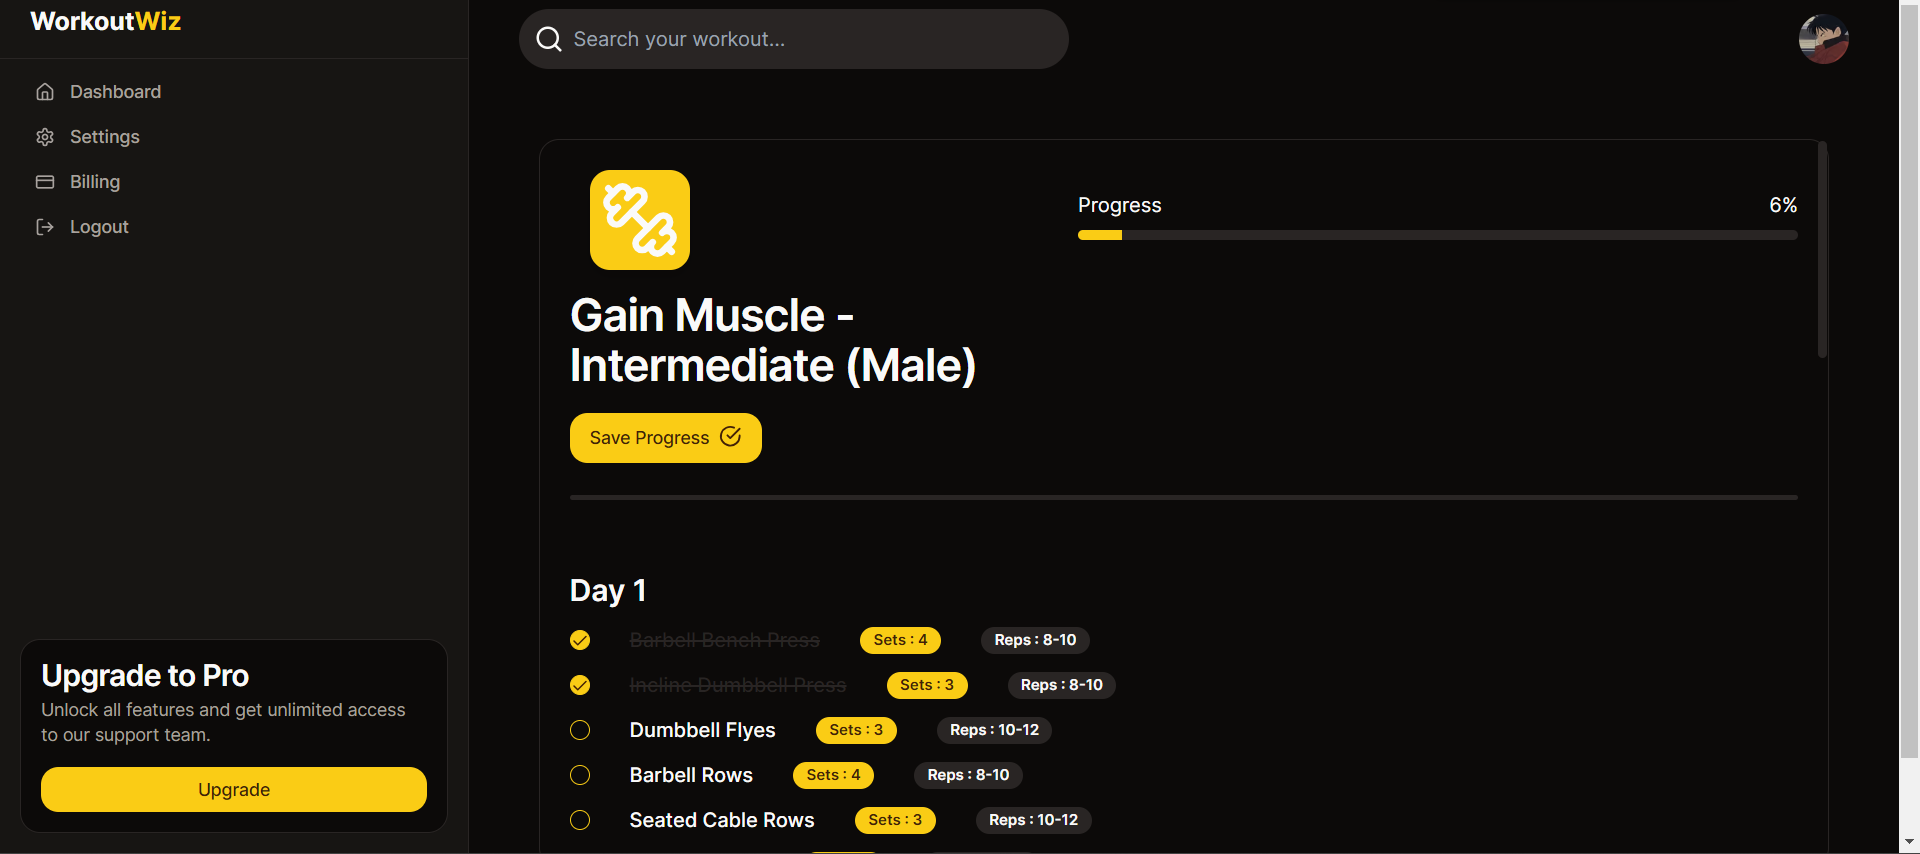 WorkoutWiz
Search your workout...
Dashboard
Settings
Billing
Logout
Progress 6%
Gain Muscle -
Intermediate (Male)
Save Progress
Day 1
Barbell Bench Press Sets : 4 Reps : 8-10
Incline Dumbbell Press Sets : 3 Reps : 8-10
Dumbbell Flyes Sets : 3 Reps : 10-12
Barbell Rows Sets : 4 Reps : 8-10
Seated Cable Rows Sets : 3 Reps : 10-12
Upgrade to Pro
Unlock all features and get unlimited access
to our support team.
Upgrade